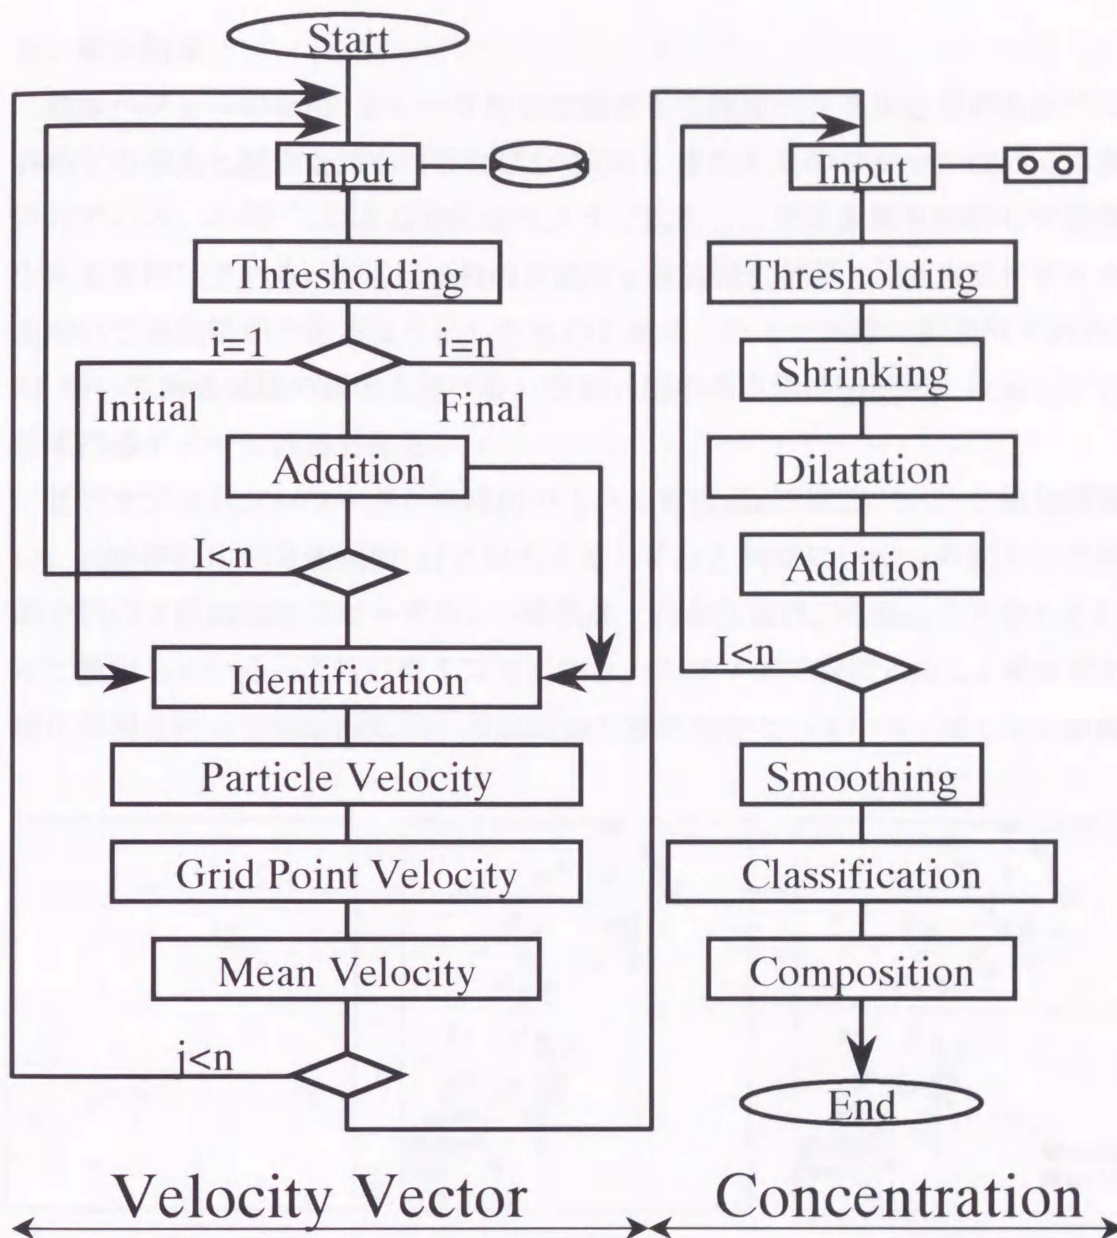 Start
Input
Thresholding
i=1
i=n
Initial
Final
Addition
I<n
Identification
Particle Velocity
Grid Point Velocity
Mean Velocity
j<n
Velocity Vector
Input
Thresholding
Shrinking
Dilatation
Addition
I<n
Smoothing
Classification
Composition
End
Concentration